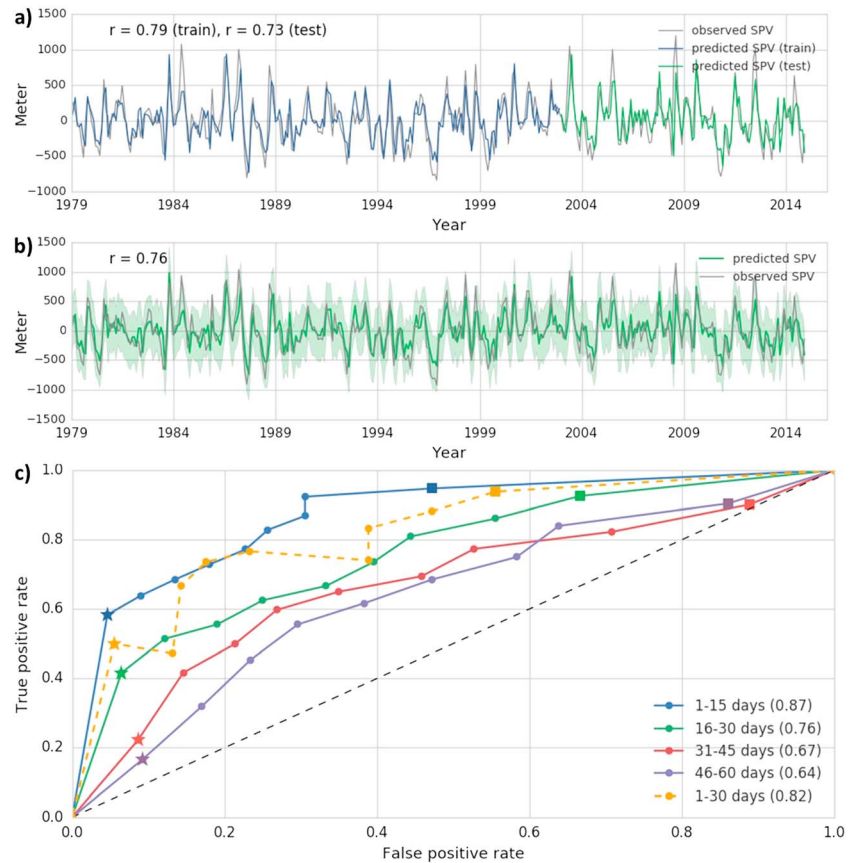 a)
r = 0.79 (train), r = 0.73 (test)
observed SPV
predicted SPV (train)
predicted SPV (test)
1500
1000
500
0
−500
−1000
Meter
1979 1984 1989 1994 1999 2004 2009 2014
Year
b)
r = 0.76
predicted SPV
observed SPV
1500
1000
500
0
−500
−1000
−1500
Meter
1979 1984 1989 1994 1999 2004 2009 2014
Year
c)
1.0
0.8
0.6
0.4
0.2
0.0
True positive rate
1-15 days (0.87)
16-30 days (0.76)
31-45 days (0.67)
46-60 days (0.64)
1-30 days (0.82)
0.0 0.2 0.4 0.6 0.8 1.0
False positive rate